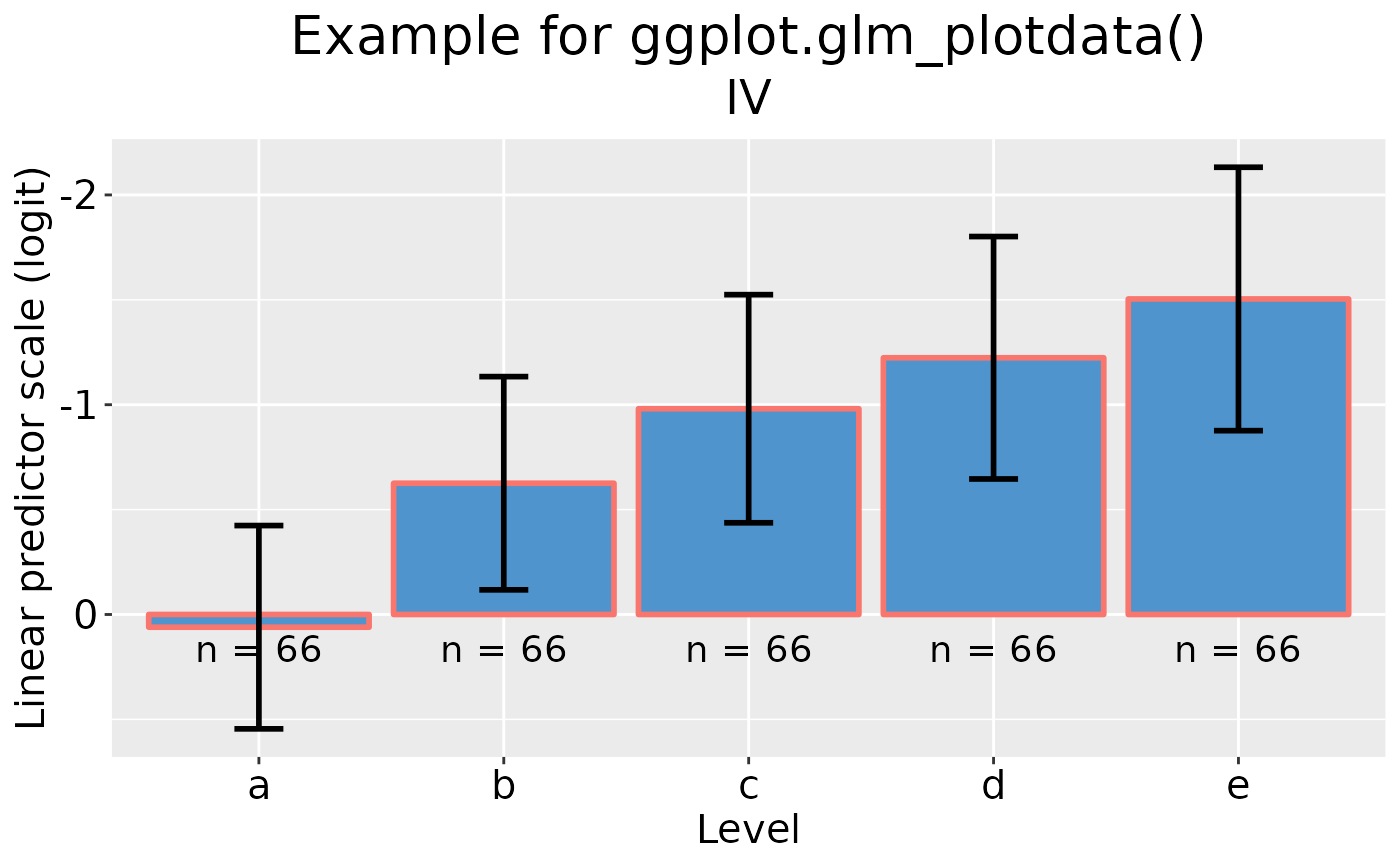 Example for ggplot.glm_plotdata()
IV
Linear predictor scale (logit)
-2
-1
0
n = 66
n = 66
n = 66
n = 66
n = 66
a
b
c
d
e
Level